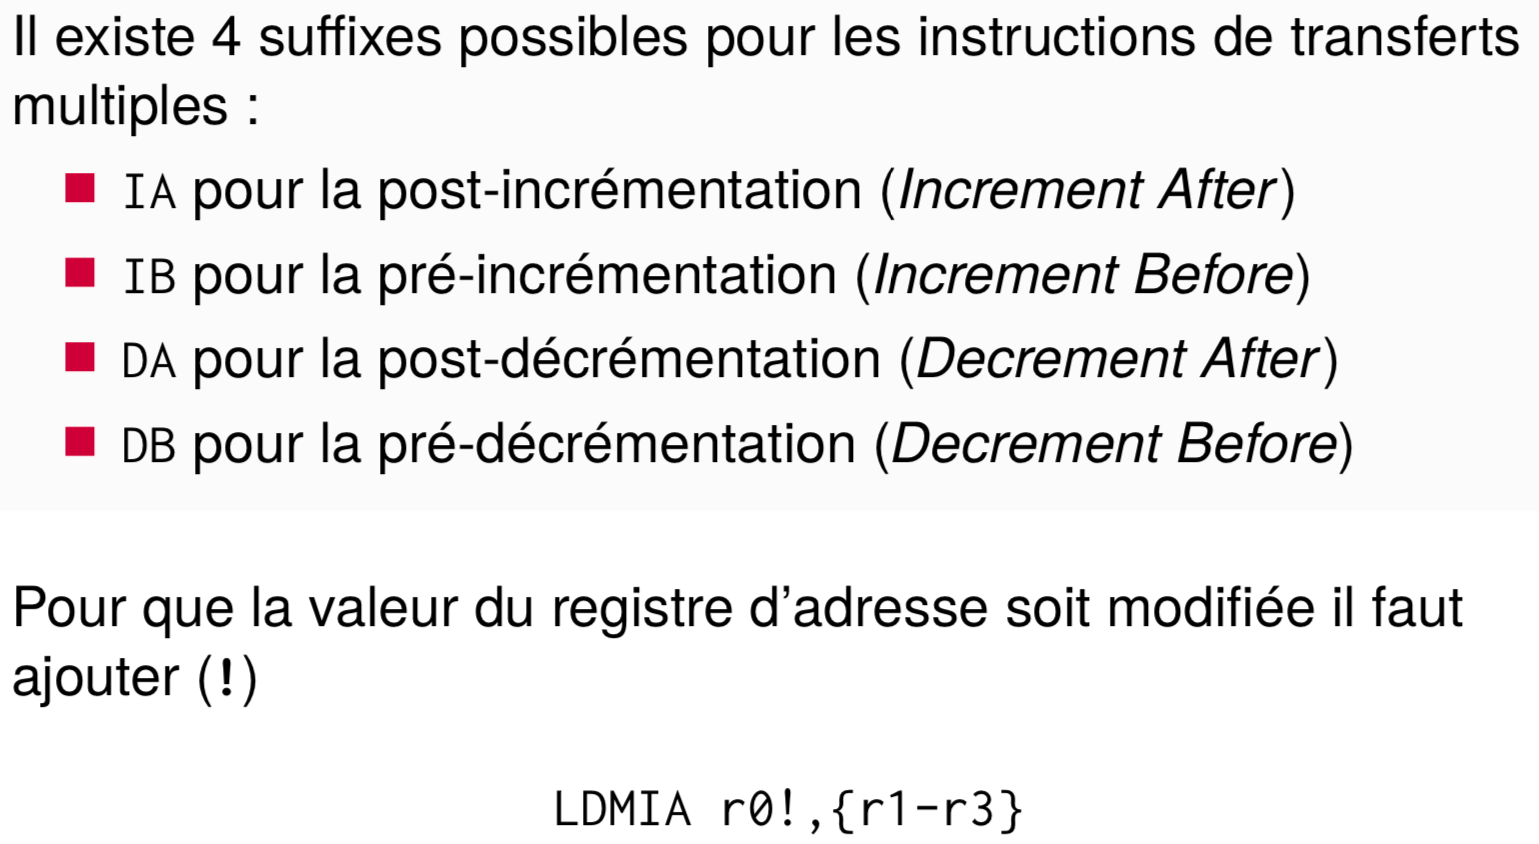 Il existe 4 suffixes possibles pour les instructions de transferts
multiples :
IA pour la post-incrémentation (Increment After)
IB pour la pré-incrémentation (Increment Before)
DA pour la post-décrémentation (Decrement After)
DB pour la pré-décrémentation (Decrement Before)
Pour que la valeur du registre d’adresse soit modifiée il faut
ajouter (!)
LDMIA r0!,{r1-r3}